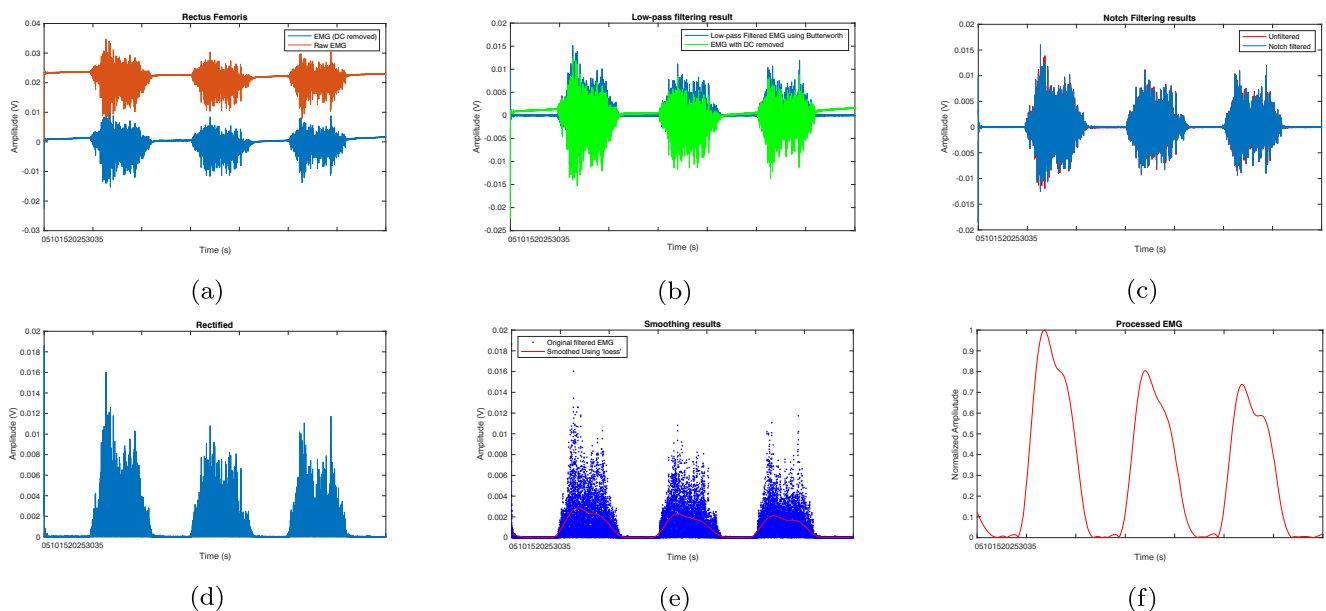 Rectus Femoris
0.04
0.03
0.02
0.01
0
-0.01
-0.02
-0.03
Amplitude (V)
EMG (DC removed)
Raw EMG
05101520253035
Time (s)
(a)
Low-pass filtering result
0.02
0.015
0.01
0.005
0
-0.005
-0.01
-0.015
-0.02
-0.025
Amplitude (V)
Low-pass Filtered EMG using Butterworth
EMG with DC removed
05101520253035
Time (s)
(b)
Notch Filtering results
0.02
0.015
0.01
0.005
0
-0.005
-0.01
-0.015
-0.02
Amplitude (V)
Unfiltered
Notch filtered
05101520253035
Time (s)
(c)
Rectified
0.02
0.018
0.016
0.014
0.012
0.01
0.008
0.006
0.004
0.002
0
Amplitude (V)
05101520253035
Time (s)
(d)
Smoothing results
0.02
0.018
0.016
0.014
0.012
0.01
0.008
0.006
0.004
0.002
0
Amplitude (V)
Original filtered EMG
Smoothed Using 'loess'
05101520253035
Time (s)
(e)
Processed EMG
1
0.9
0.8
0.7
0.6
0.5
0.4
0.3
0.2
0.1
0
Normalized Ampliutude
05101520253035
Time (s)
(f)